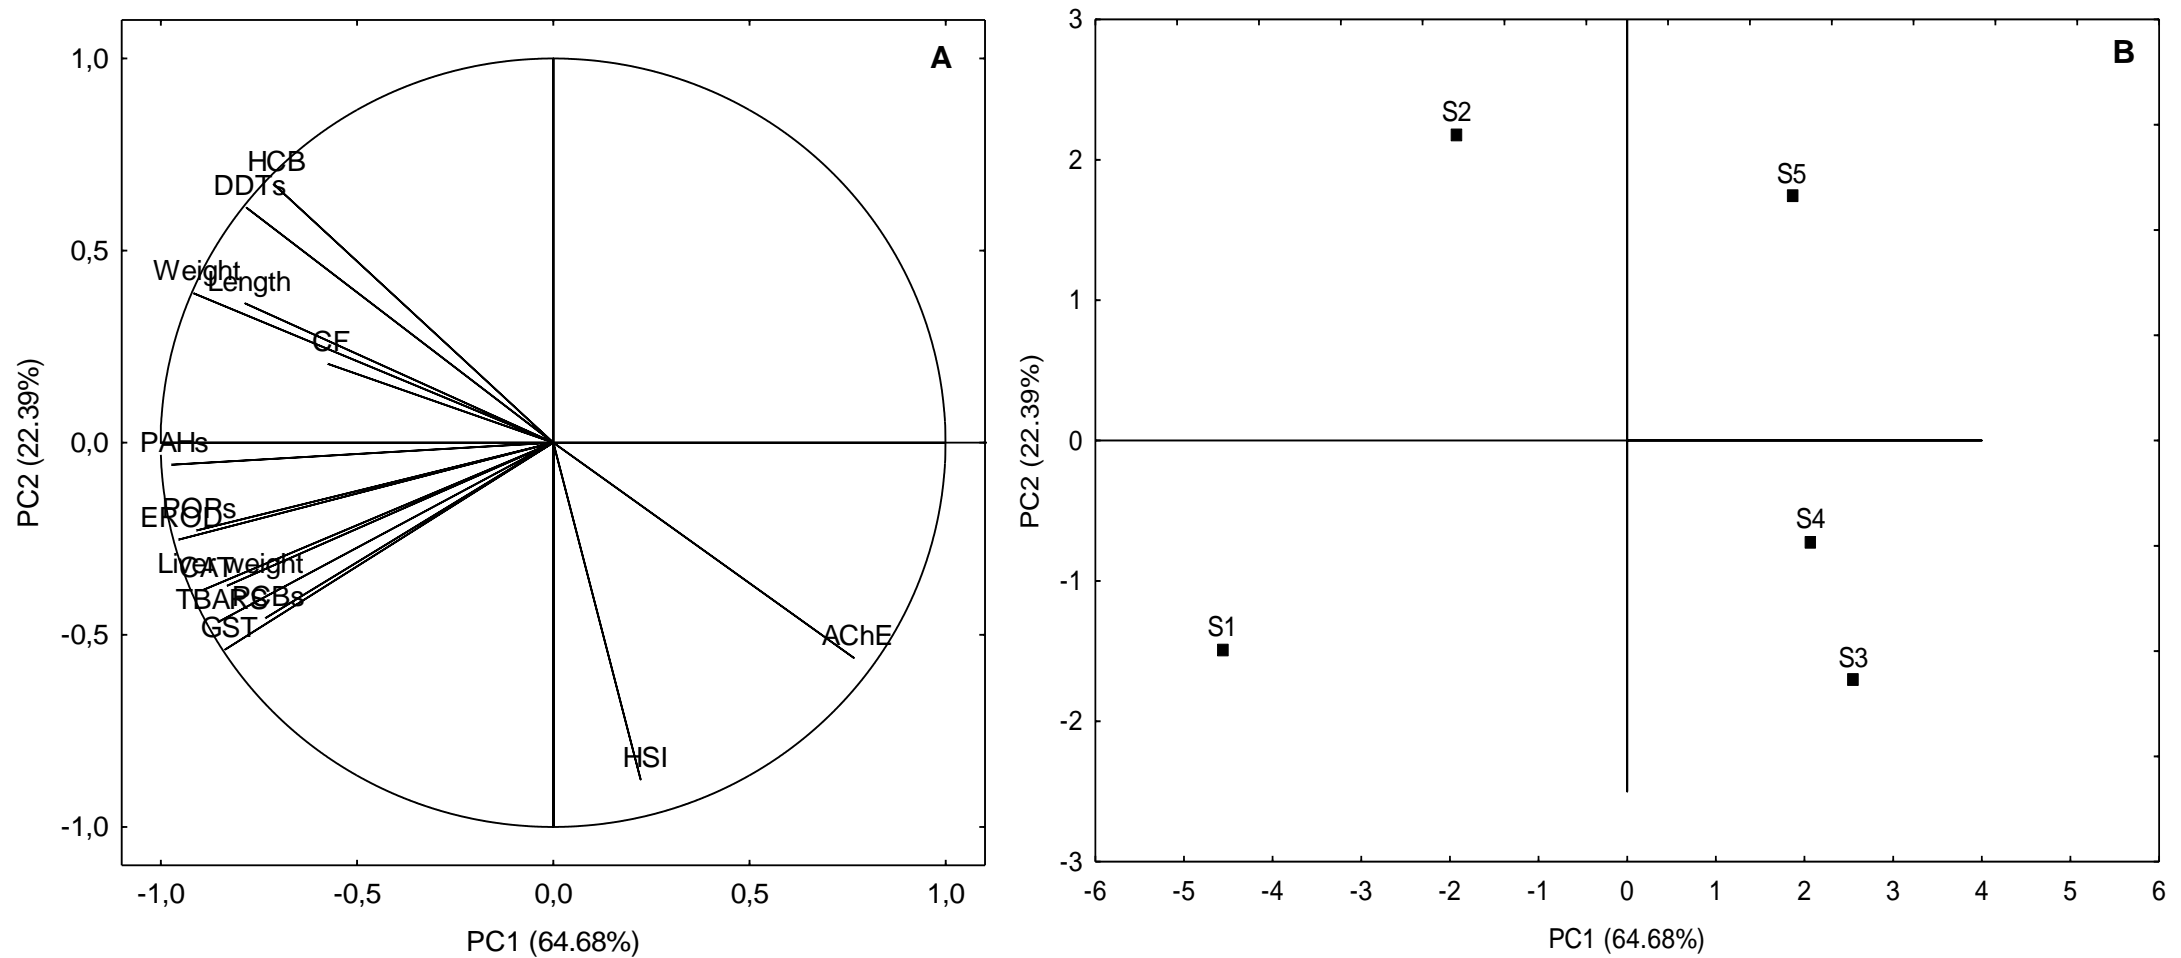 A
1,0
HCB
DDTs
0,5
Weight
Length
CF
0,0
PAHs
POPs
EROD
Liver weight
CAT
TBARS
PCBs
GST
-0,5
AChE
HSI
-1,0
-1,0 -0,5 0,0 0,5 1,0
PC1 (64.68%)
PC2 (22.39%)
B
3
S2
2
S5
1
0
S4
-1
S1
S3
-2
-3
-6 -5 -4 -3 -2 -1 0 1 2 3 4 5 6
PC1 (64.68%)
PC2 (22.39%)